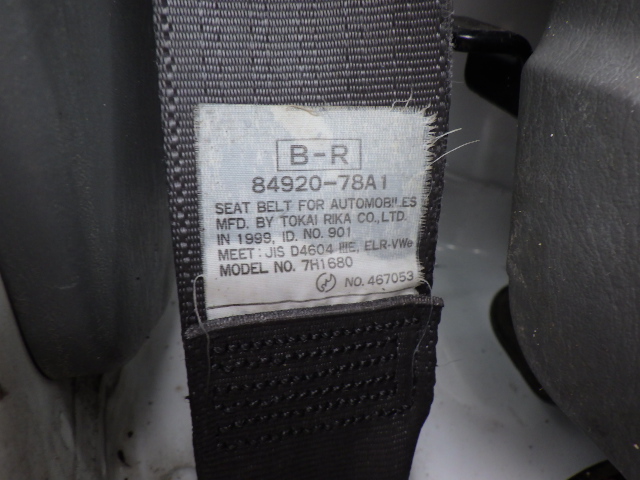 B-R
84920-78A1
SEAT BELT FOR AUTOMOBILES
MFD. BY TOKAI RIKA CO., LTD.
IN 1999, ID. NO. 901
MEET: JIS D4604 IIIE, ELR-VWe
MODEL NO. 7H1680
NO. 467053